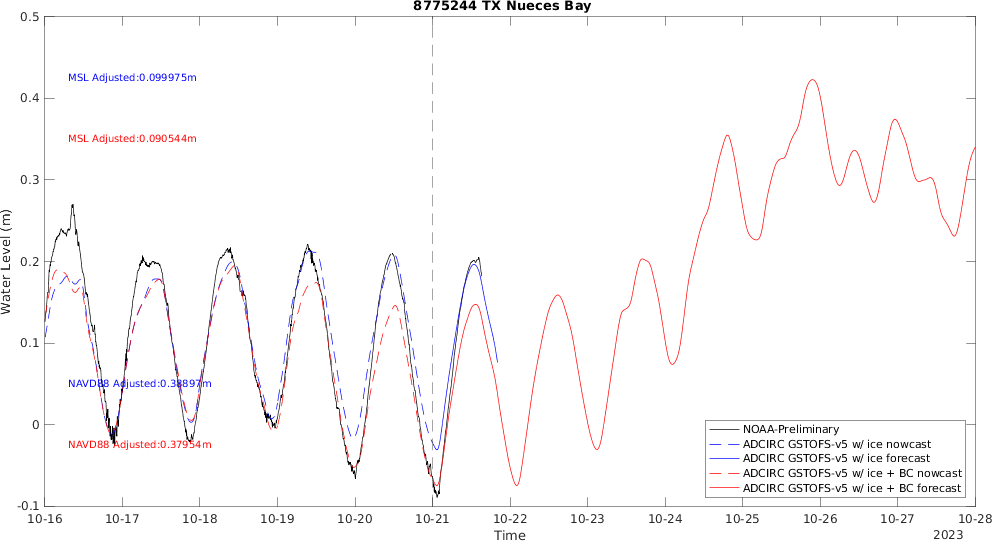 8775244 TX Nueces Bay
0.5
0.4
0.3
0.2
0.1
0
-0.1
Water Level (m)
MSL Adjusted:0.099975m
MSL Adjusted:0.090544m
NAVD88 Adjusted:0.38897m
NAVD88 Adjusted:0.37954m
NOAA-Preliminary
ADCIRC GSTOFS-v5 w/ ice nowcast
ADCIRC GSTOFS-v5 w/ ice forecast
ADCIRC GSTOFS-v5 w/ ice + BC nowcast
ADCIRC GSTOFS-v5 w/ ice + BC forecast
10-16 10-17 10-18 10-19 10-20 10-21 10-22 10-23 10-24 10-25 10-26 10-27 10-28
Time
2023